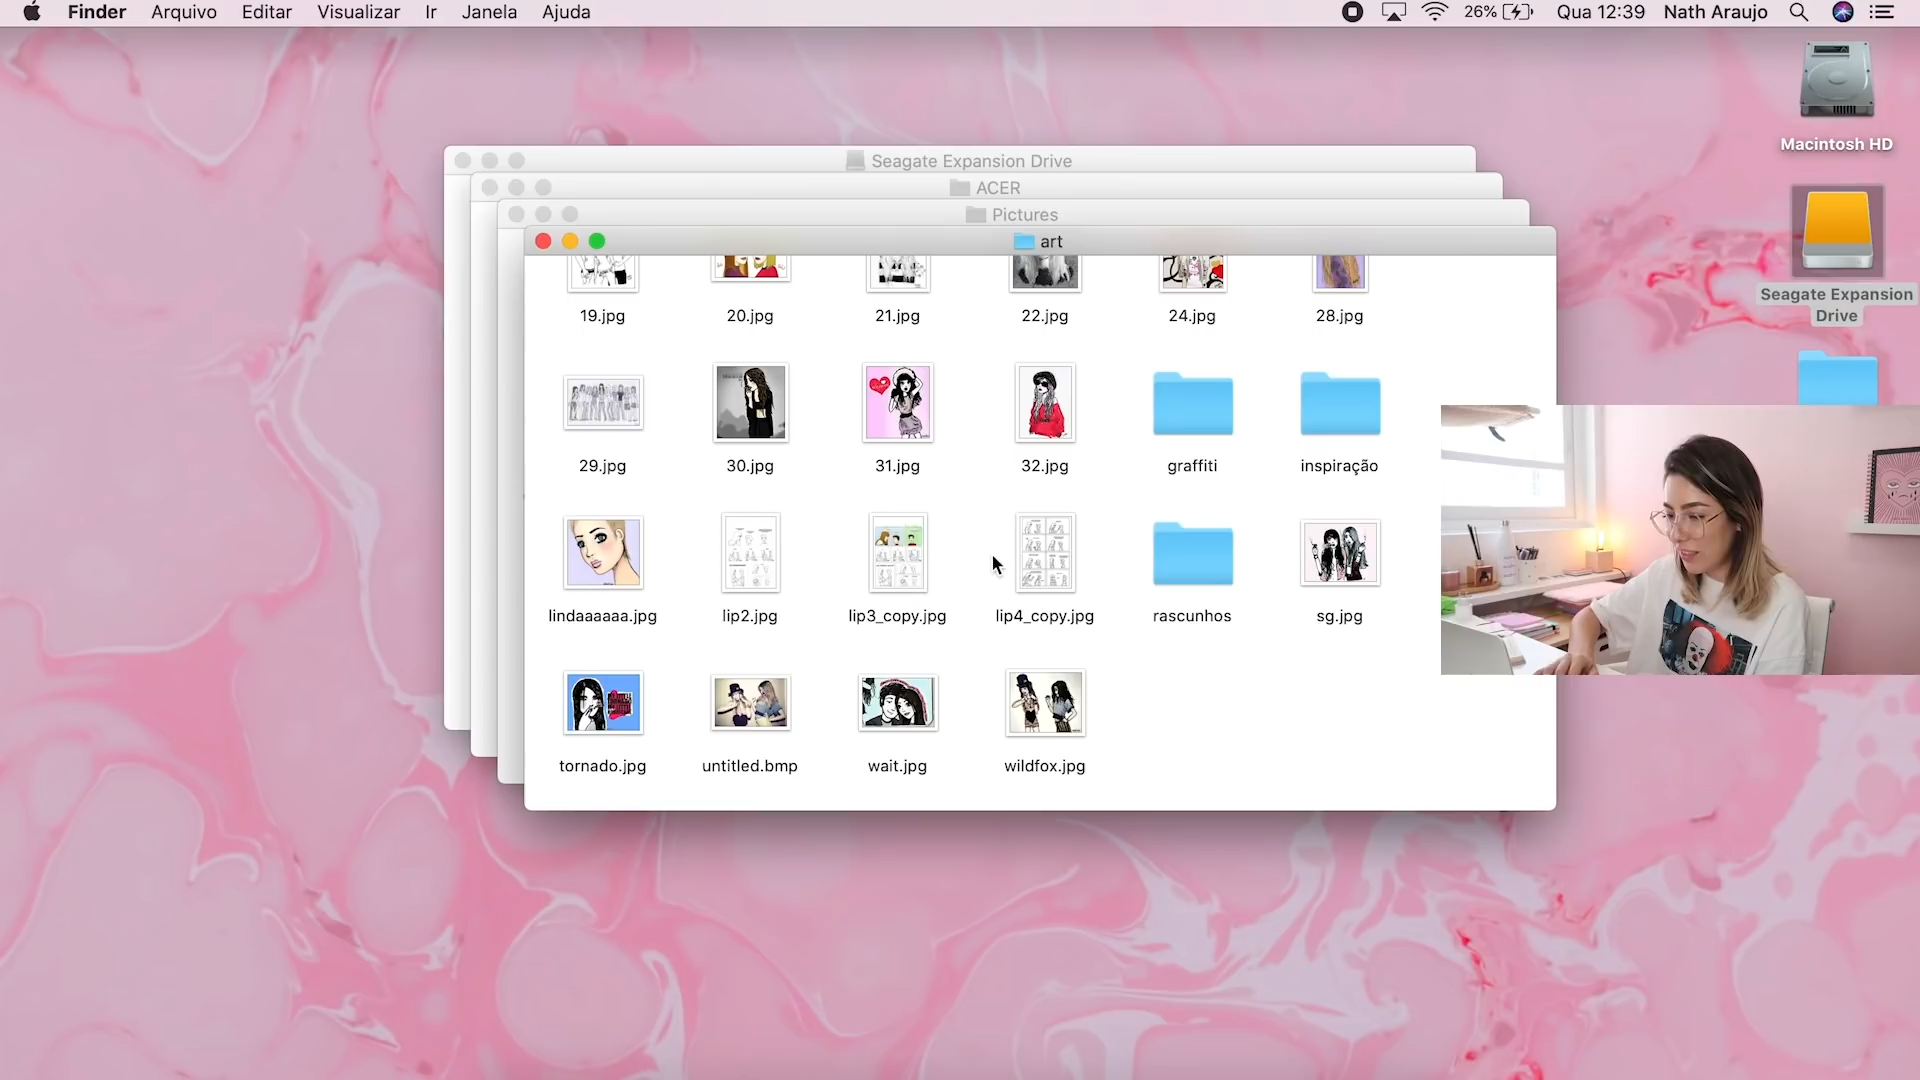 Finder Arquivo Editar Visualizar Ir Janela Ajuda 26% Qua 12:39 Nath Araujo
Macintosh HD
Seagate Expansion Drive
ACER
Pictures
art
Seagate Expansion
Drive
19.jpg 20.jpg 21.jpg 22.jpg 24.jpg 28.jpg
29.jpg 30.jpg 31.jpg 32.jpg graffiti inspiração
lindaaaaaa.jpg lip2.jpg lip3_copy.jpg lip4_copy.jpg rascunhos sg.jpg
tornado.jpg untitled.bmp wait.jpg wildfox.jpg